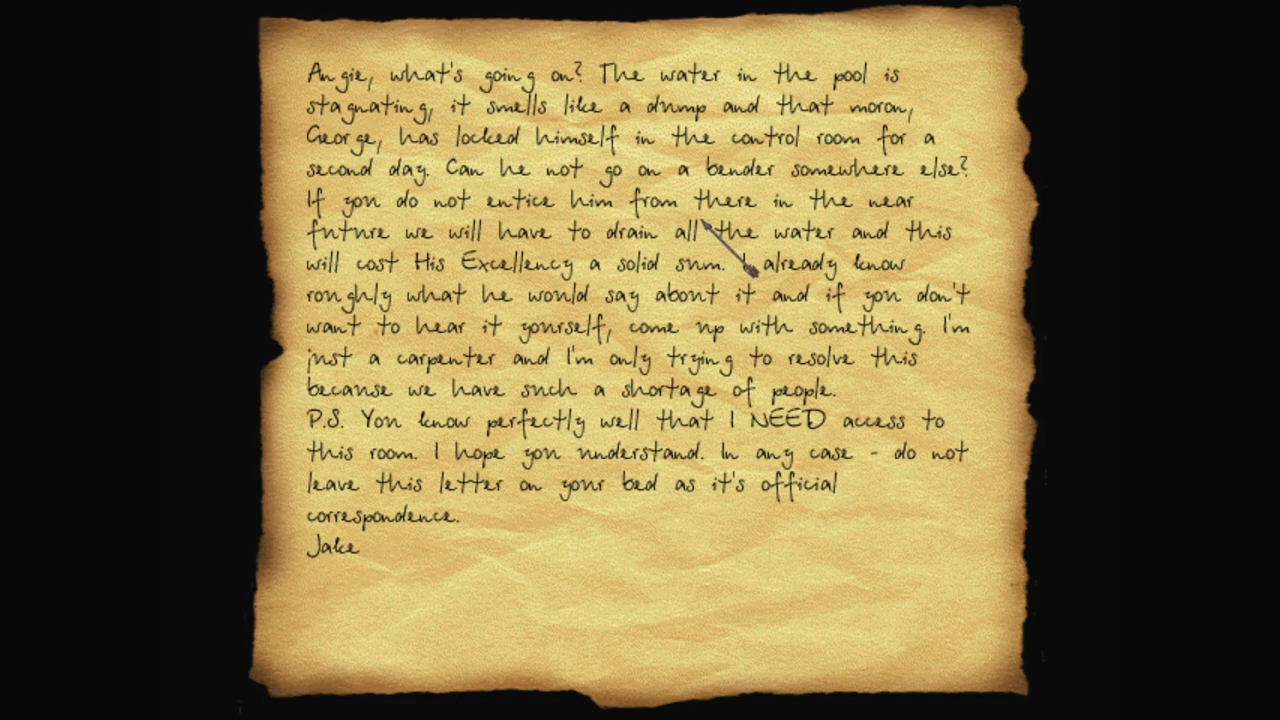 Angie, what's going on? The water in the pool is
stagnating, it smells like a dump and that moron,
George, has locked himself in the control room for a
second day. Can he not go on a bender somewhere else?
If you do not entice him from there in the near
future we will have to drain all the water and this
will cost His Excellency a solid sum. I already know
roughly what he would say about it and if you don't
want to hear it yourself, come up with something. I'm
just a carpenter and I'm only trying to resolve this
because we have such a shortage of people.
P.S. You know perfectly well that I NEED access to
this room. I hope you understand. In any case - do not
leave this letter on your bed as it's official
correspondence.
Jake